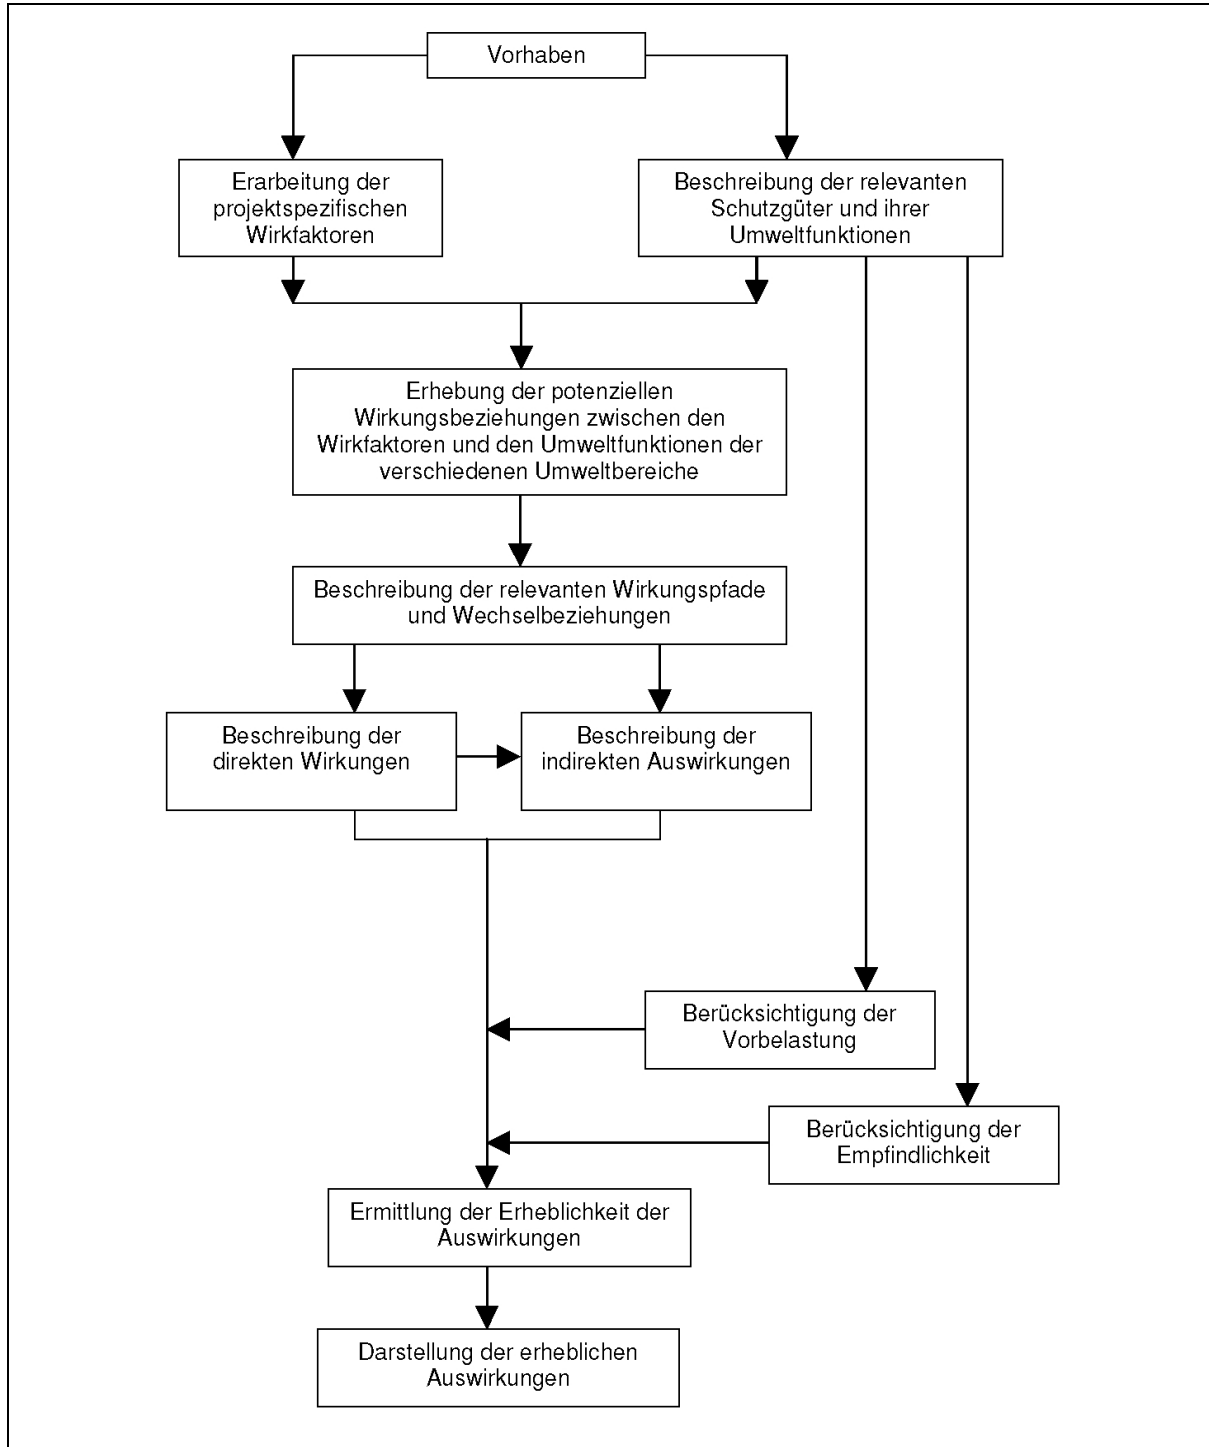 Vorhaben
Erarbeitung der
projektspezifischen
Wirkfaktoren
Beschreibung der relevanten
Schutzgüter und ihrer
Umweltfunktionen
Erhebung der potenziellen
Wirkungsbeziehungen zwischen den
Wirkfaktoren und den Umweltfunktionen der
verschiedenen Umweltbereiche
Beschreibung der relevanten Wirkungspfade
und Wechselbeziehungen
Beschreibung der
direkten Wirkungen
Beschreibung der
indirekten Auswirkungen
Berücksichtigung der
Vorbelastung
Berücksichtigung der
Empfindlichkeit
Ermittlung der Erheblichkeit der
Auswirkungen
Darstellung der erheblichen
Auswirkungen